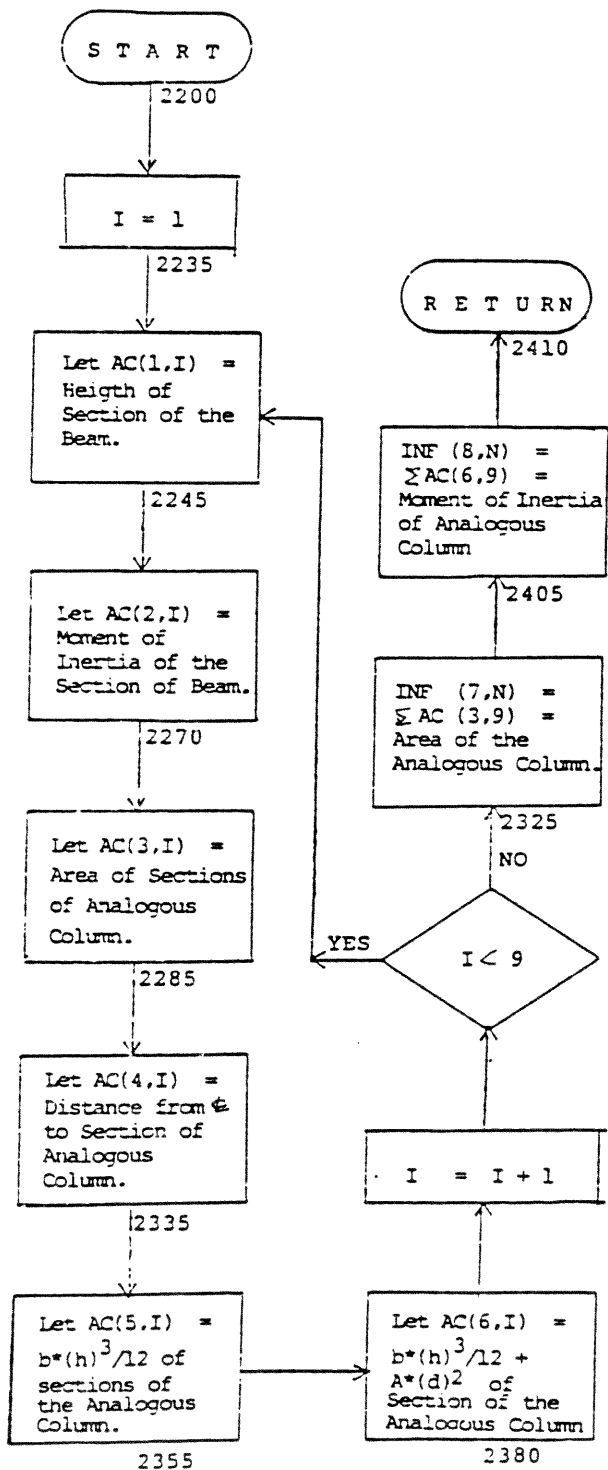 S T A R T
2200
I = 1
2235
Let AC(1,I) =
Heigth of
Section of the
Beam.
2245
Let AC(2,I) =
Moment of
Inertia of the
Section of Beam.
2270
Let AC(3,I) =
Area of Sections
of Analogous
Column.
2285
Let AC(4,I) =
Distance from ℄
to Section of
Analogous
Column.
2335
Let AC(5,I) =
b*(h)³/12 of
sections of
the Analogous
Column.
2355
Let AC(6,I) =
b*(h)³/12 +
A*(d)² of
Section of the
Analogous Column
2380
I = I + 1
I < 9
YES
NO
2325
INF (7,N) =
∑ AC (3,9) =
Area of the
Analogous Column.
2405
INF (8,N) =
∑AC(6,9) =
Moment of Inertia
of Analogous
Column
2410
R E T U R N